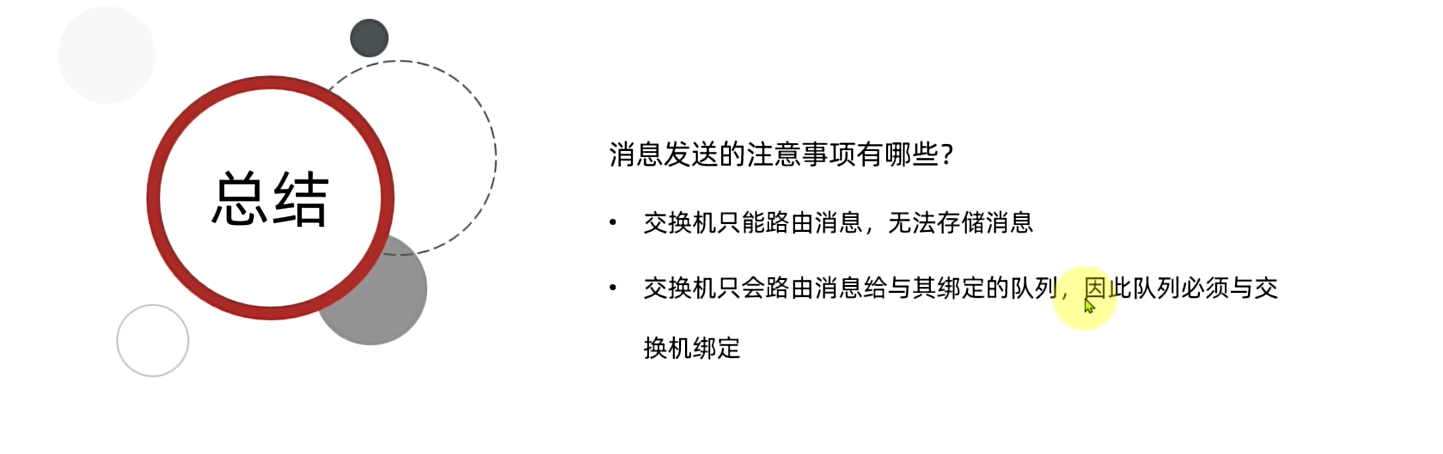 总结
消息发送的注意事项有哪些？
• 交换机只能路由消息，无法存储消息
• 交换机只会路由消息给与其绑定的队列，因此队列必须与交
换机绑定